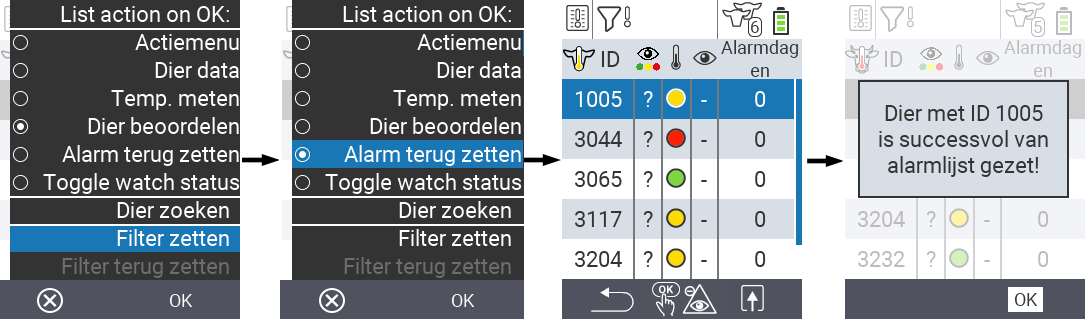 List action on OK:
Actiemenu
Dier data
Temp. meten
Dier beoordelen
Alarm terug zetten
Toggle watch status
Dier zoeken
Filter zetten
Filter terug zetten
OK
List action on OK:
Actiemenu
Dier data
Temp. meten
Dier beoordelen
Alarm terug zetten
Toggle watch status
Dier zoeken
Filter zetten
Filter terug zetten
OK
6
ID Alarmdag
en
1005 ? - 0
3044 ? - 0
3065 ? - 0
3117 ? - 0
3204 ? - 0
OK
5
ID Alarmdag
en
Dier met ID 1005
is successvol van
alarmlijst gezet!
3204 ? - 0
3232 ? - 0
OK